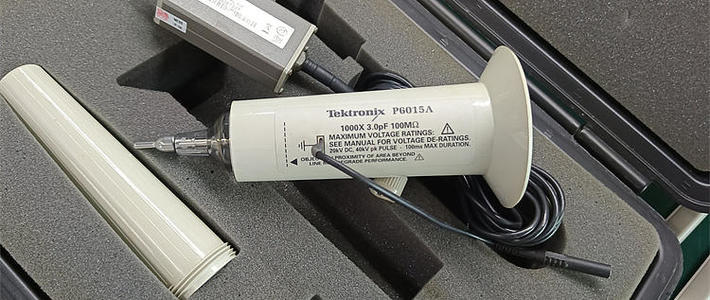 Tektronix P6015A
1000X 3.0pF 100MΩ
MAXIMUM VOLTAGE RATINGS:
SEE MANUAL FOR VOLTAGE DE-RATINGS.
20kV DC, 40kV pk PULSE - 100ms MAX DURATION.
PROXIMITY OF AREA BEYOND
LINE DEGRADE PERFORMANCE.